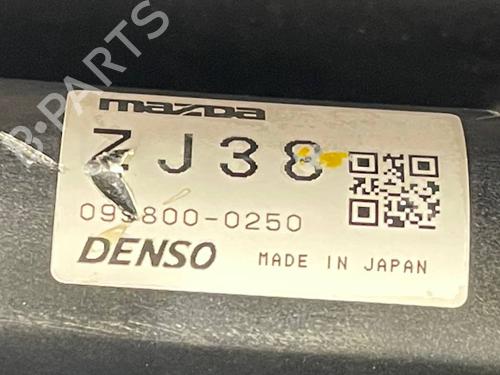 B-PARTS
mazda
ZJ38
099800-0250
DENSO MADE IN JAPAN